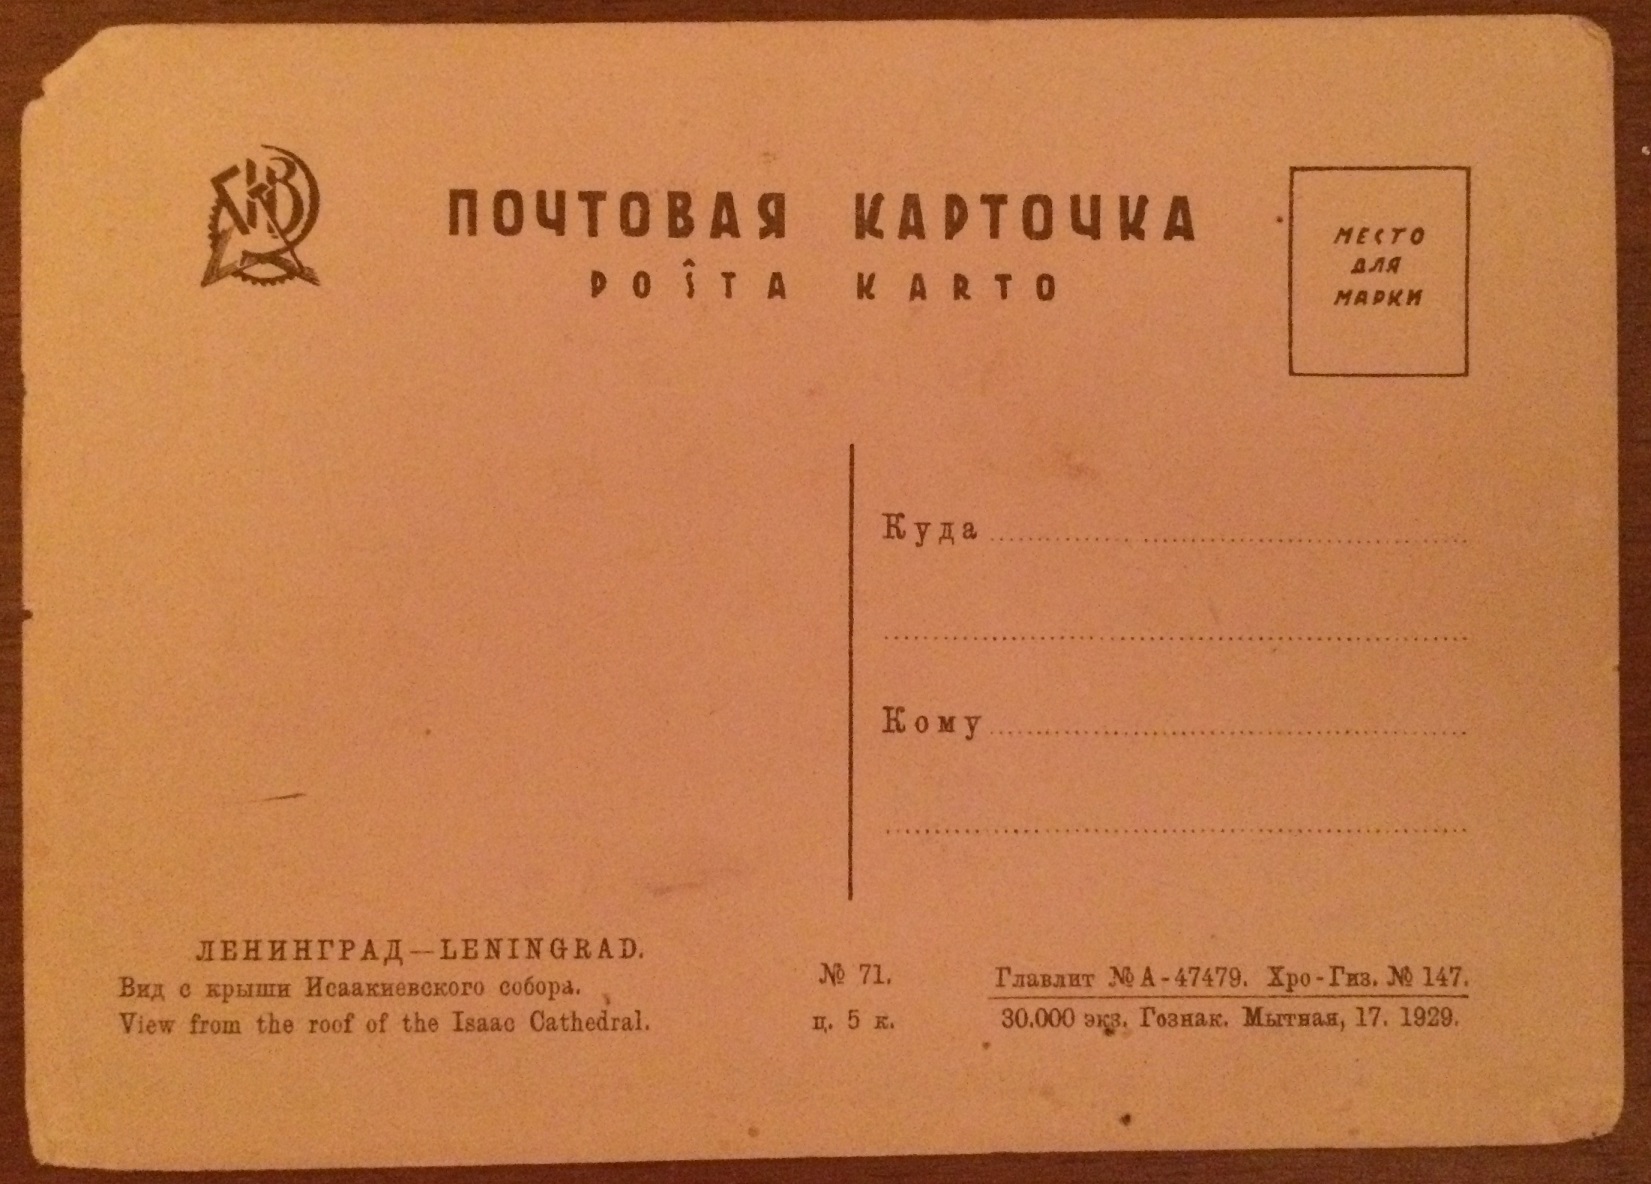 ПОЧТОВАЯ КАРТОЧКА
POŜTA KARTO
МЕСТО
ДЛЯ
МАРКИ
Куда
Кому
ЛЕНИНГРАД—LENINGRAD.
Вид с крыши Исаакиевского собора.
View from the roof of the Isaac Cathedral.
№ 71.
ц. 5 к.
Главлит № А-47479. Хро-Гиз. № 147.
30.000 экз. Гознак. Мытная, 17. 1929.